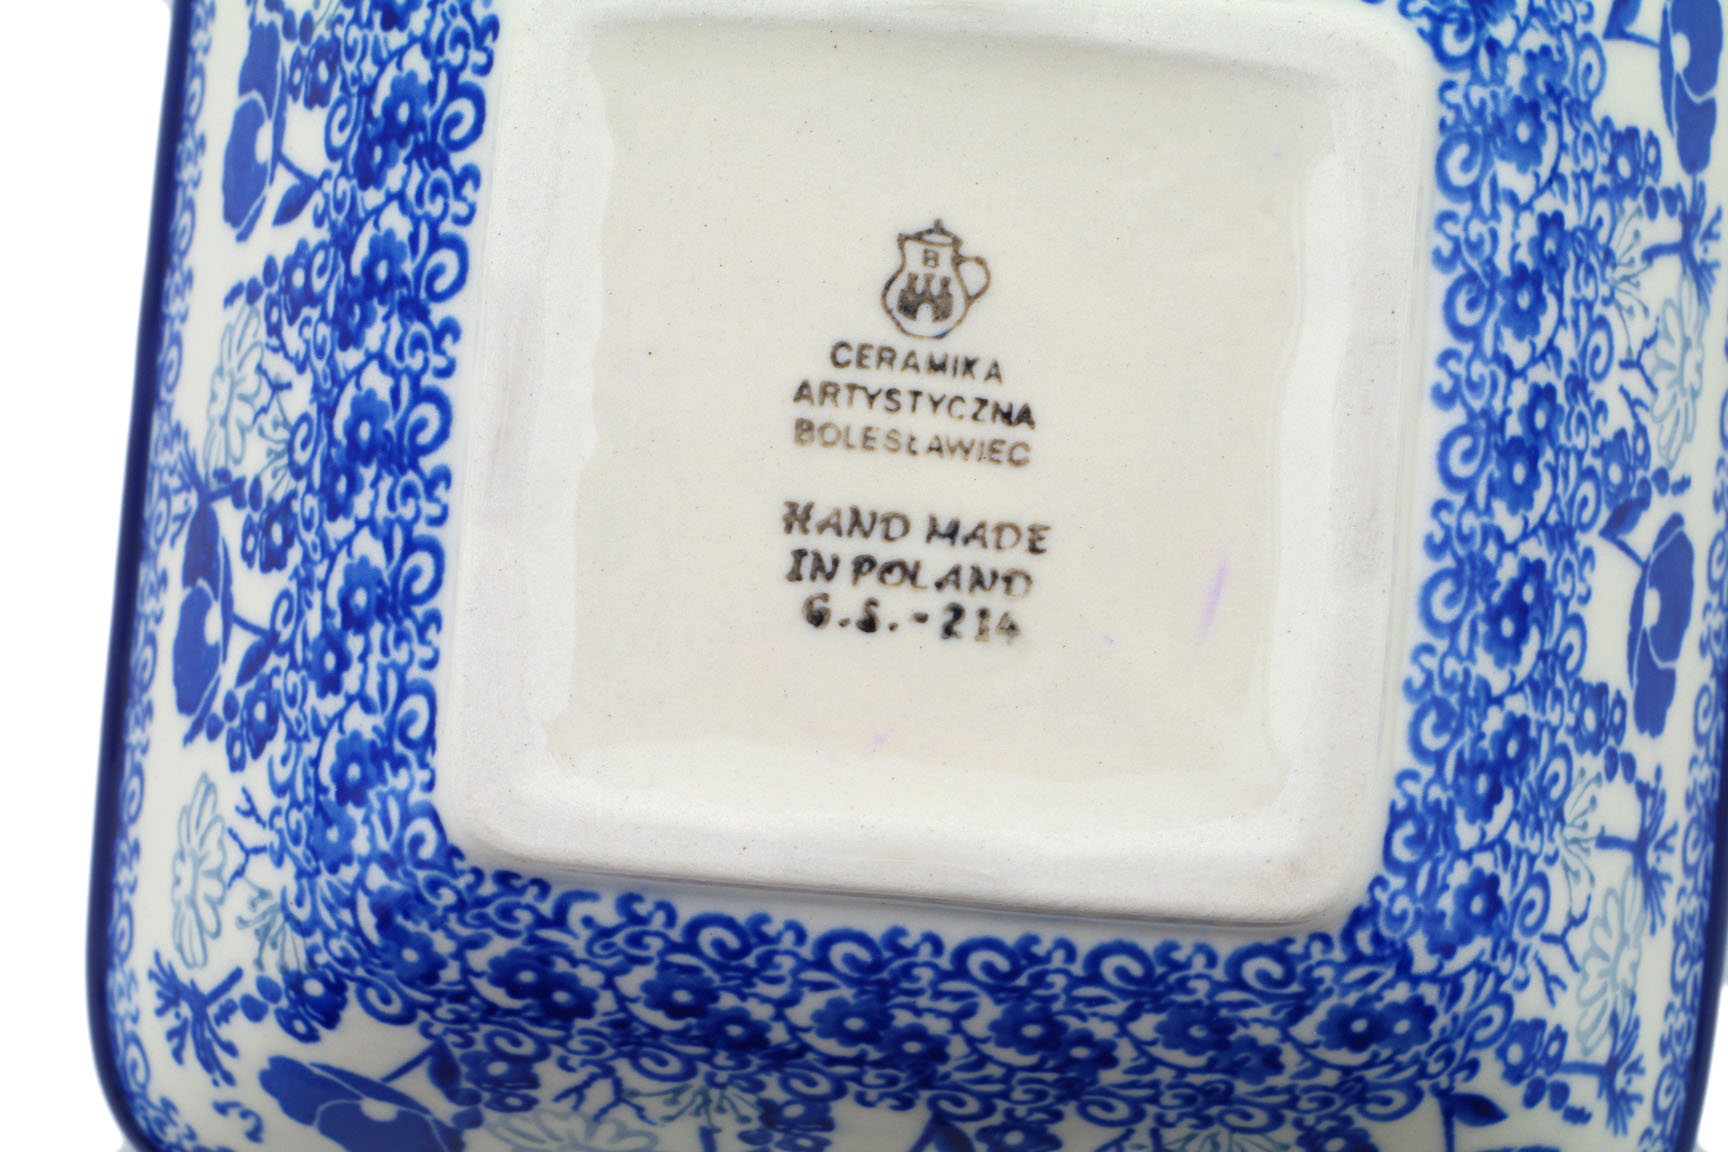 B
CERAMIKA
ARTYSTYCZNA
BOLESŁAWIEC
HAND MADE
IN POLAND
G.S.-214